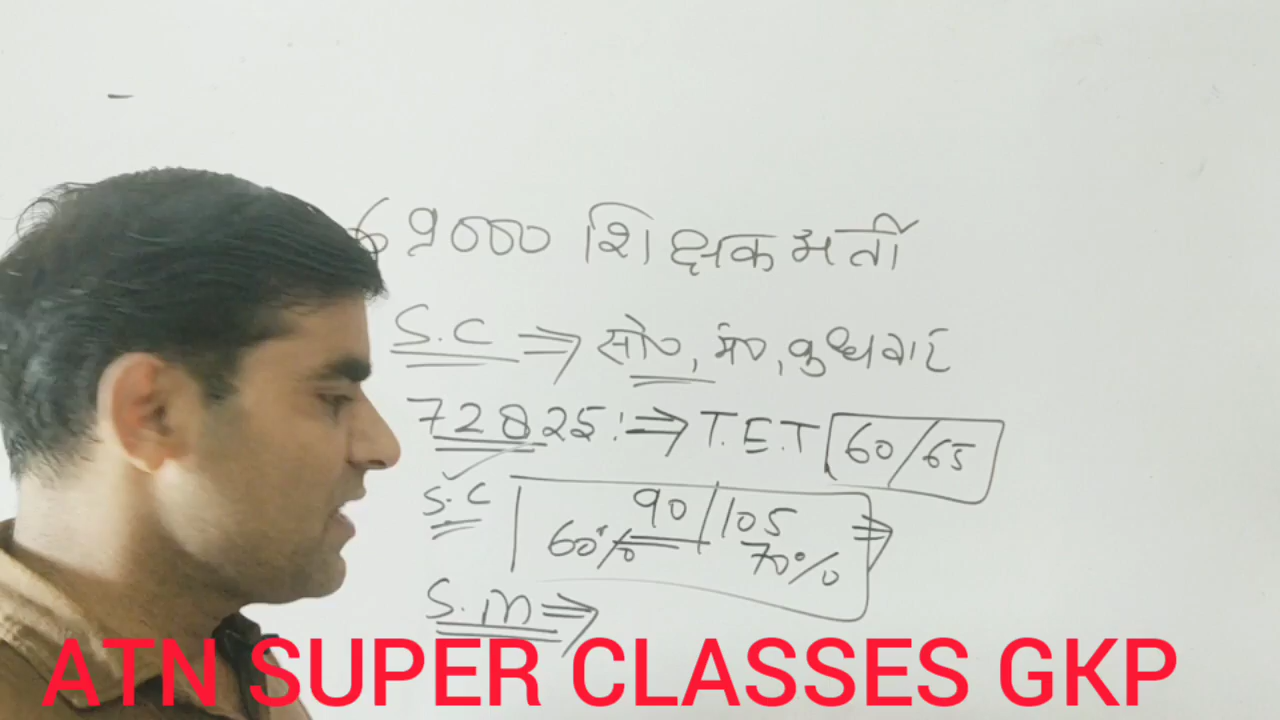 69000 शिक्षक भर्ती
S.C ⇒ सो०, मं०, बुधवार
72825:⇒ T.E.T 60/65
S.C 90/105 ⇒
60% 70%
S.M ⇒
ATN SUPER CLASSES GKP